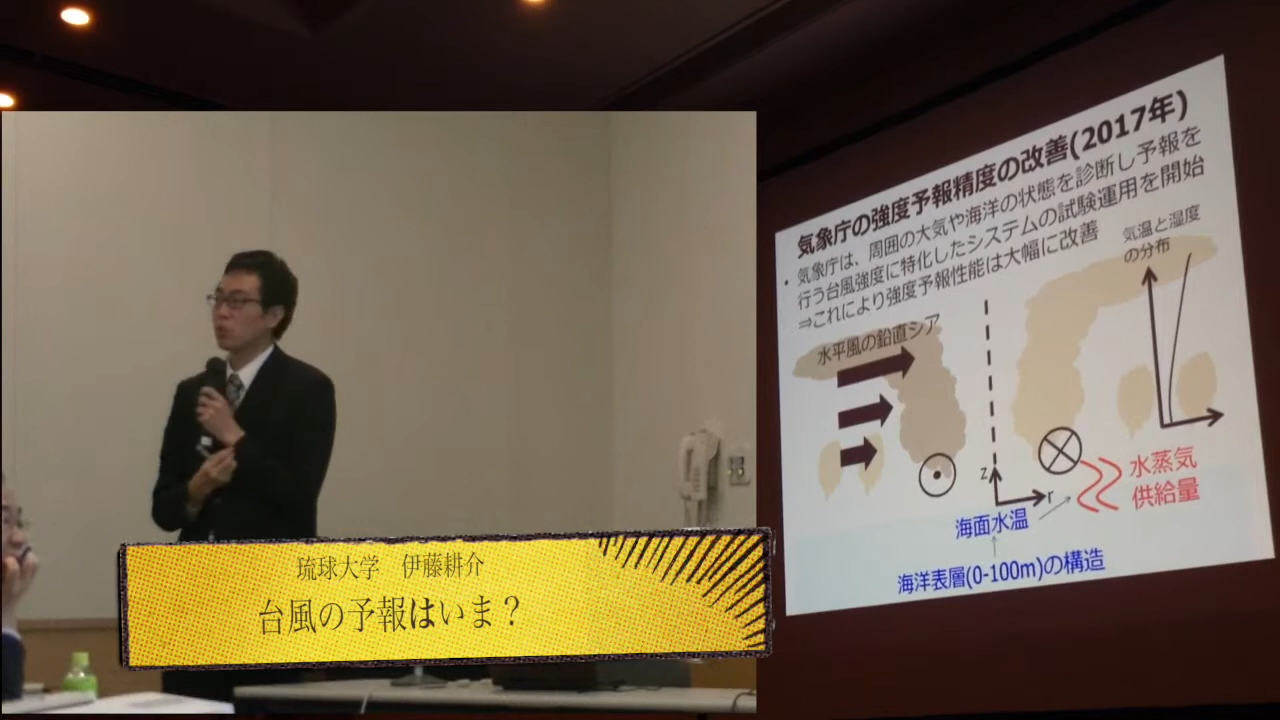 気象庁の強度予報精度の改善(2017年)
・気象庁は、周囲の大気や海洋の状態を診断し予報を
行う台風強度に特化したシステムの試験運用を開始
⇒これにより強度予報性能は大幅に改善
気温と湿度
の分布
水平風の鉛直シア
z
r
水蒸気
供給量
海面水温
海洋表層(0-100m)の構造
琉球大学 伊藤耕介
台風の予報はいま？